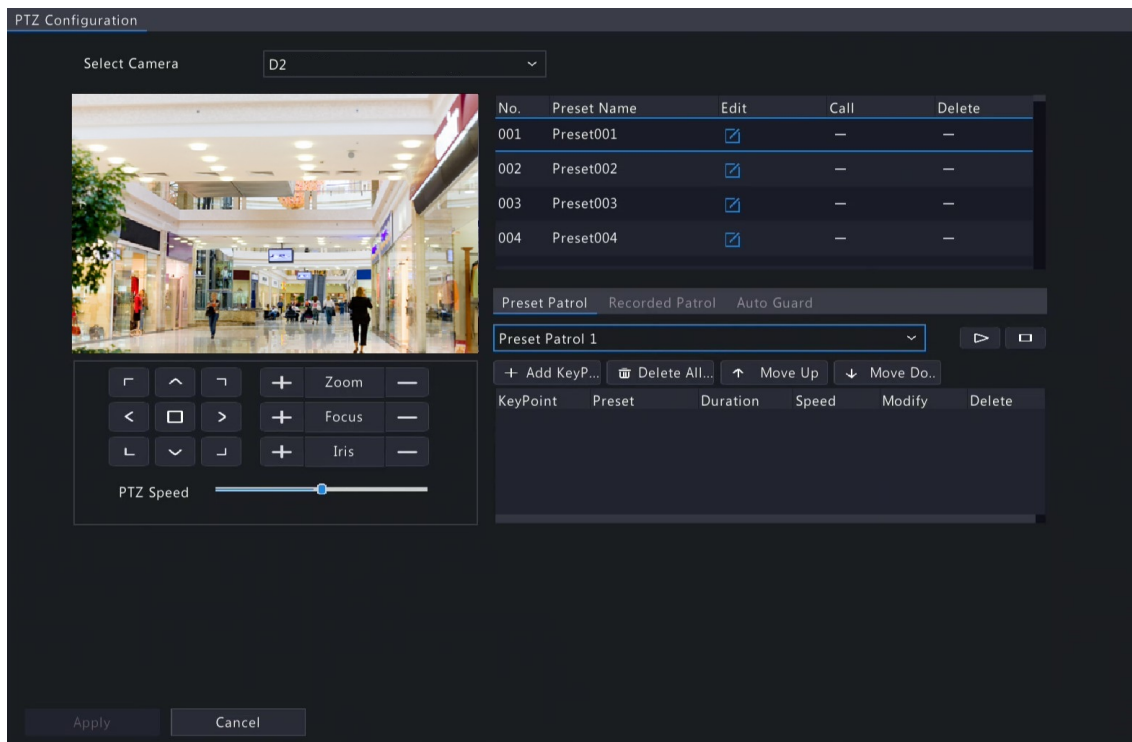 PTZ Configuration
Select Camera D2
No. Preset Name Edit Call Delete
001 Preset001 — —
002 Preset002 — —
003 Preset003 — —
004 Preset004 — —
Preset Patrol Recorded Patrol Auto Guard
Preset Patrol 1
+ Add KeyP... Delete All... Move Up Move Do..
KeyPoint Preset Duration Speed Modify Delete
+ Zoom —
+ Focus —
+ Iris —
PTZ Speed
Apply Cancel